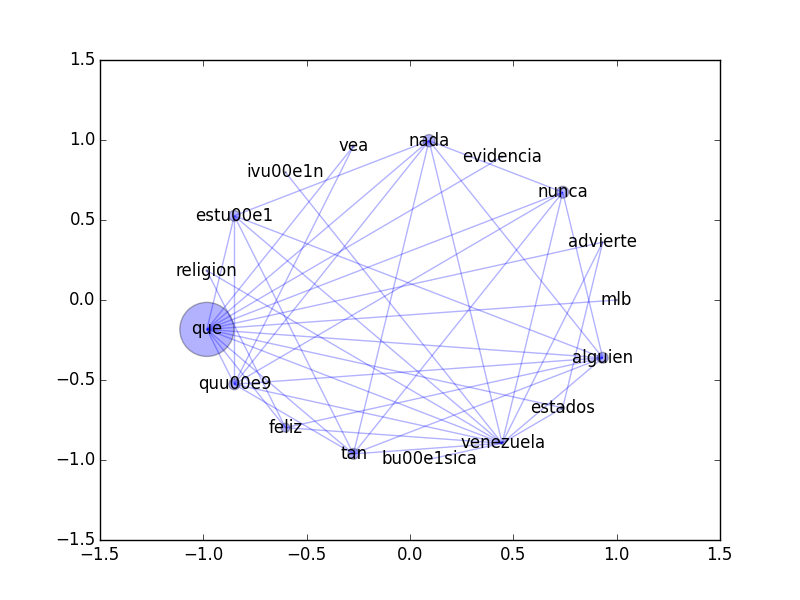 1.5
1.0
0.5
0.0
−0.5
−1.0
−1.5
−1.5
−1.0
−0.5
0.0
0.5
1.0
1.5
nada
vea
evidencia
ivu00e1n
nunca
estu00e1
advierte
religion
mlb
que
alguien
quu00e9
estados
feliz
venezuela
tan
bu00e1sica